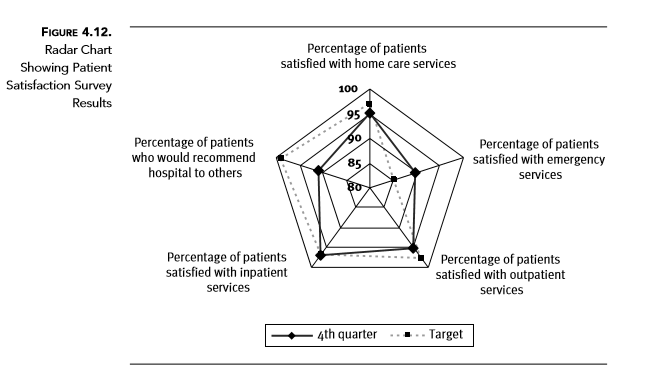 FIGURE 4.12.
Radar Chart
Showing Patient
Satisfaction Survey
Results
Percentage of patients
satisfied with home care services
100
95
90
85
80
Percentage of patients
who would recommend
hospital to others
Percentage of patients
satisfied with emergency
services
Percentage of patients
satisfied with inpatient
services
Percentage of patients
satisfied with outpatient
services
4th quarter
Target